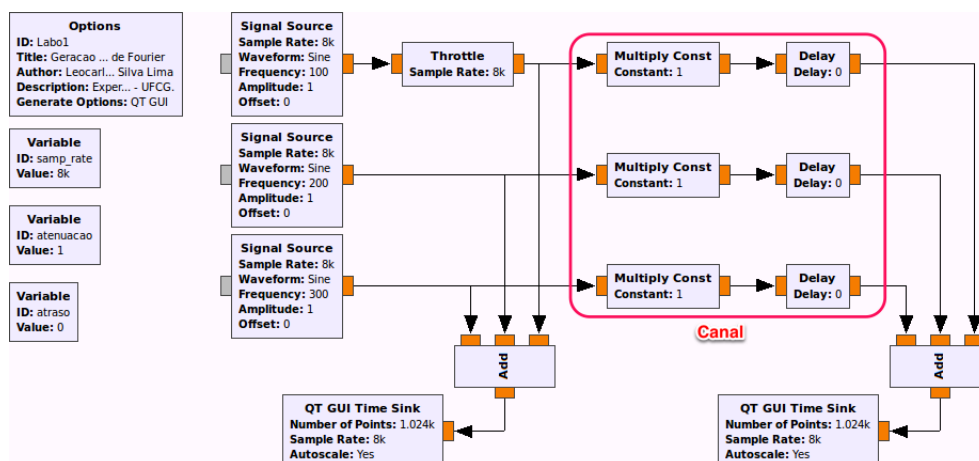 Options
ID: Labo1
Title: Geracao ... de Fourier
Author: Leocarl... Silva Lima
Description: Exper... - UFCG.
Generate Options: QT GUI
Variable
ID: samp_rate
Value: 8k
Variable
ID: atenuacao
Value: 1
Variable
ID: atraso
Value: 0
Signal Source
Sample Rate: 8k
Waveform: Sine
Frequency: 100
Amplitude: 1
Offset: 0
Throttle
Sample Rate: 8k
Multiply Const
Constant: 1
Delay
Delay: 0
Signal Source
Sample Rate: 8k
Waveform: Sine
Frequency: 200
Amplitude: 1
Offset: 0
Multiply Const
Constant: 1
Delay
Delay: 0
Signal Source
Sample Rate: 8k
Waveform: Sine
Frequency: 300
Amplitude: 1
Offset: 0
Multiply Const
Constant: 1
Delay
Delay: 0
Canal
Add
Add
QT GUI Time Sink
Number of Points: 1.024k
Sample Rate: 8k
Autoscale: Yes
QT GUI Time Sink
Number of Points: 1.024k
Sample Rate: 8k
Autoscale: Yes